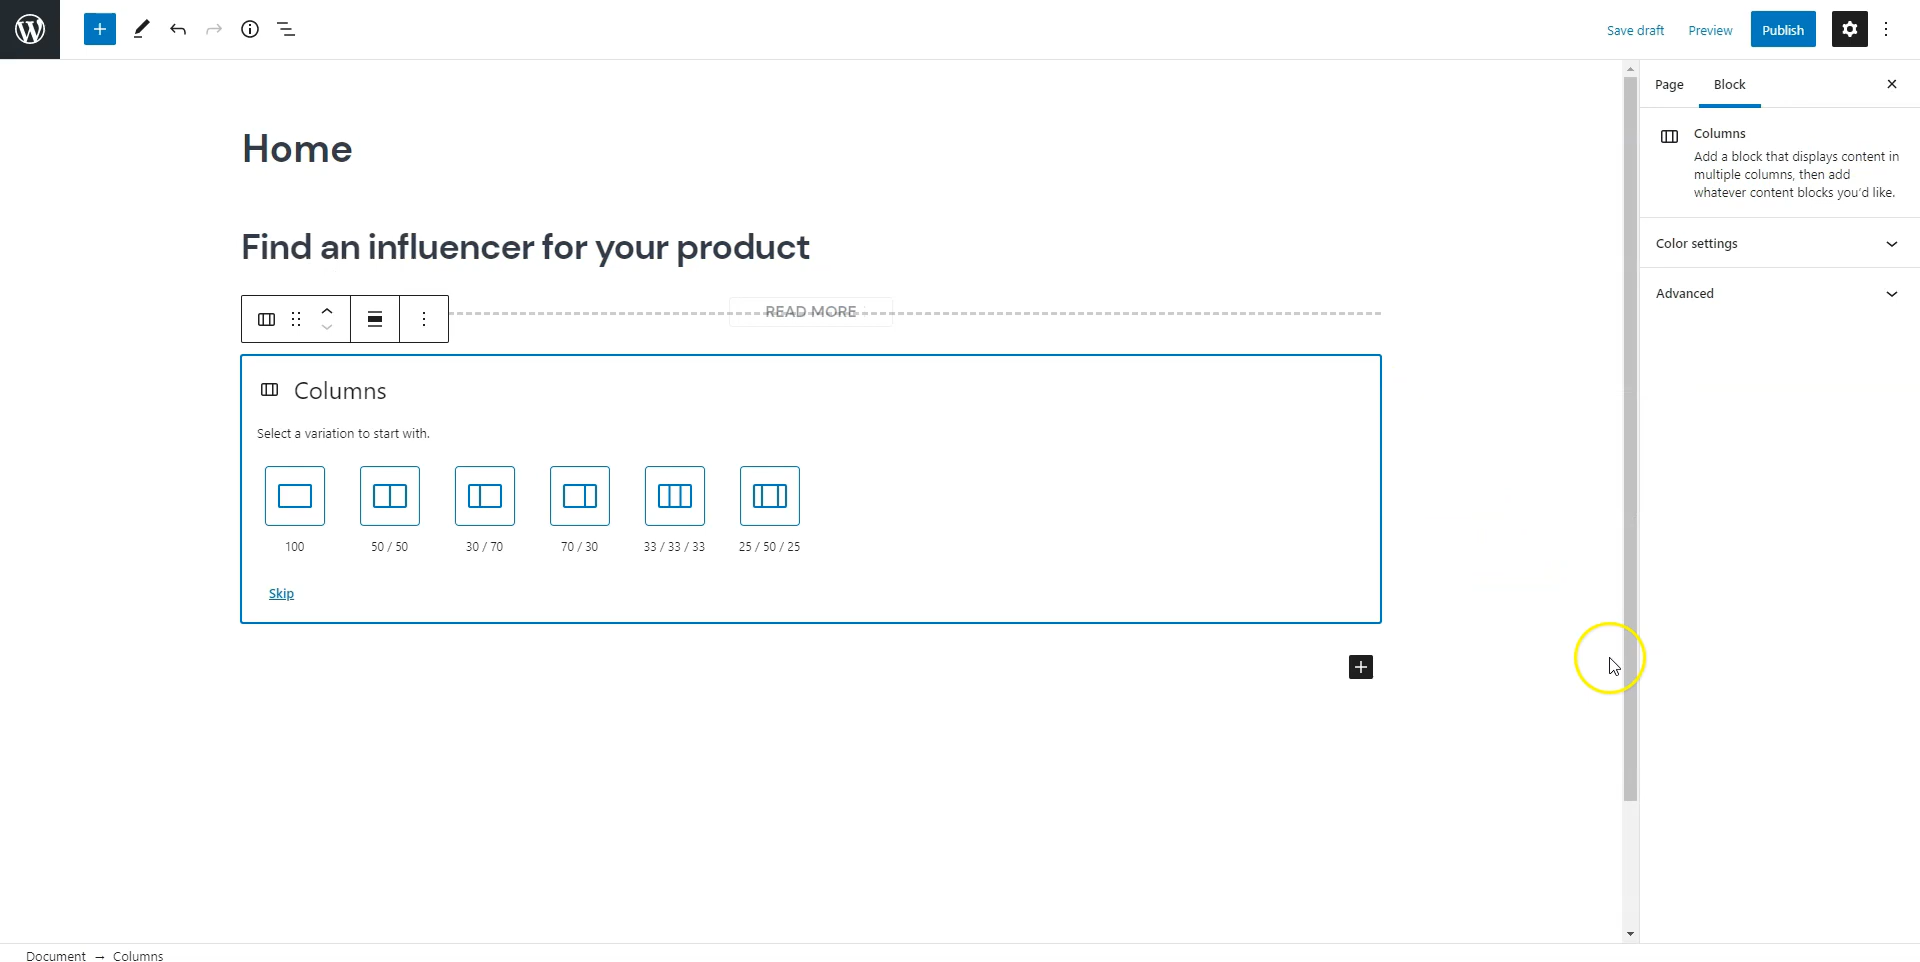 Save draft
Preview
Publish
Page
Block
Columns
Add a block that displays content in
multiple columns, then add
whatever content blocks you'd like.
Color settings
Advanced
Home
Find an influencer for your product
READ MORE
Columns
Select a variation to start with.
100
50 / 50
30 / 70
70 / 30
33 / 33 / 33
25 / 50 / 25
Skip
Document → Columns